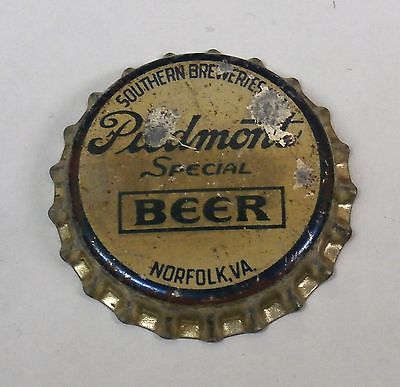 SOUTHERN BREWERIES
Piedmont
SPECIAL
BEER
NORFOLK, VA.